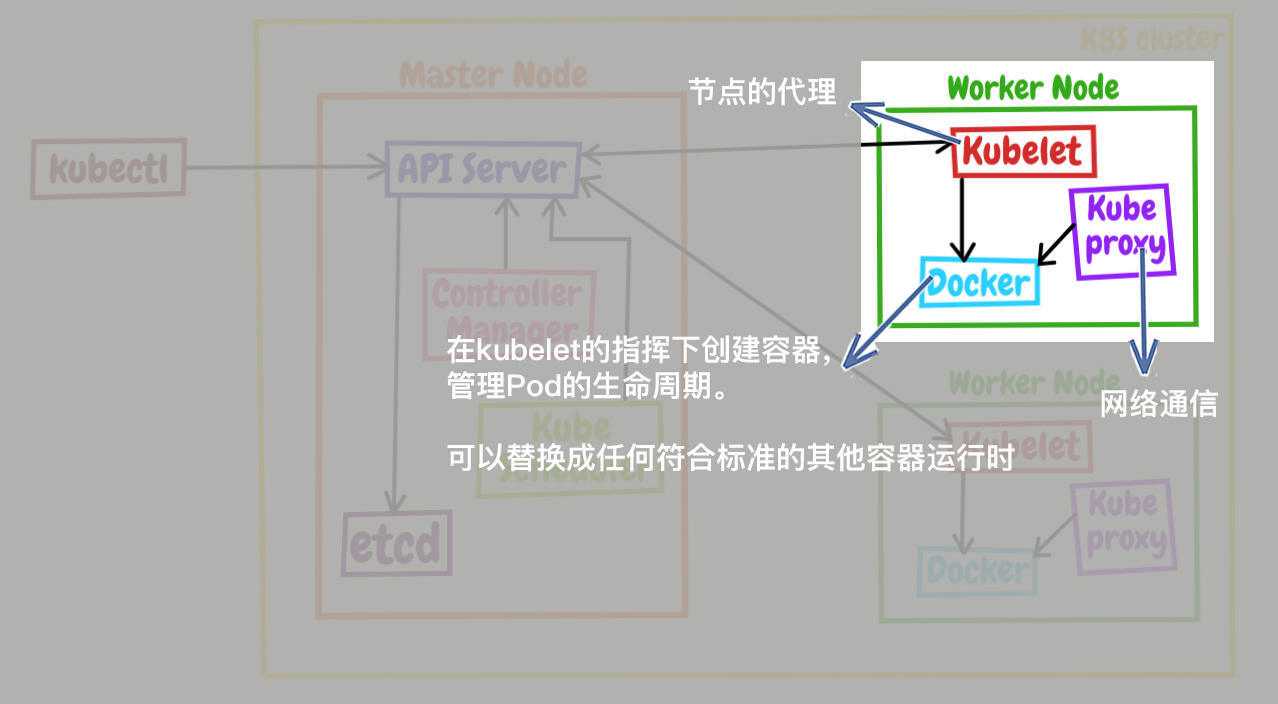 K8S cluster
Master Node
节点的代理
Worker Node
kubectl
API Server
Kubelet
Kube
proxy
Docker
Controller
Manager
在kubelet的指挥下创建容器，
管理Pod的生命周期。
Worker Node
网络通信
Kube
scheduler
可以替换成任何符合标准的其他容器运行时
Kubelet
Kube
proxy
etcd
Docker